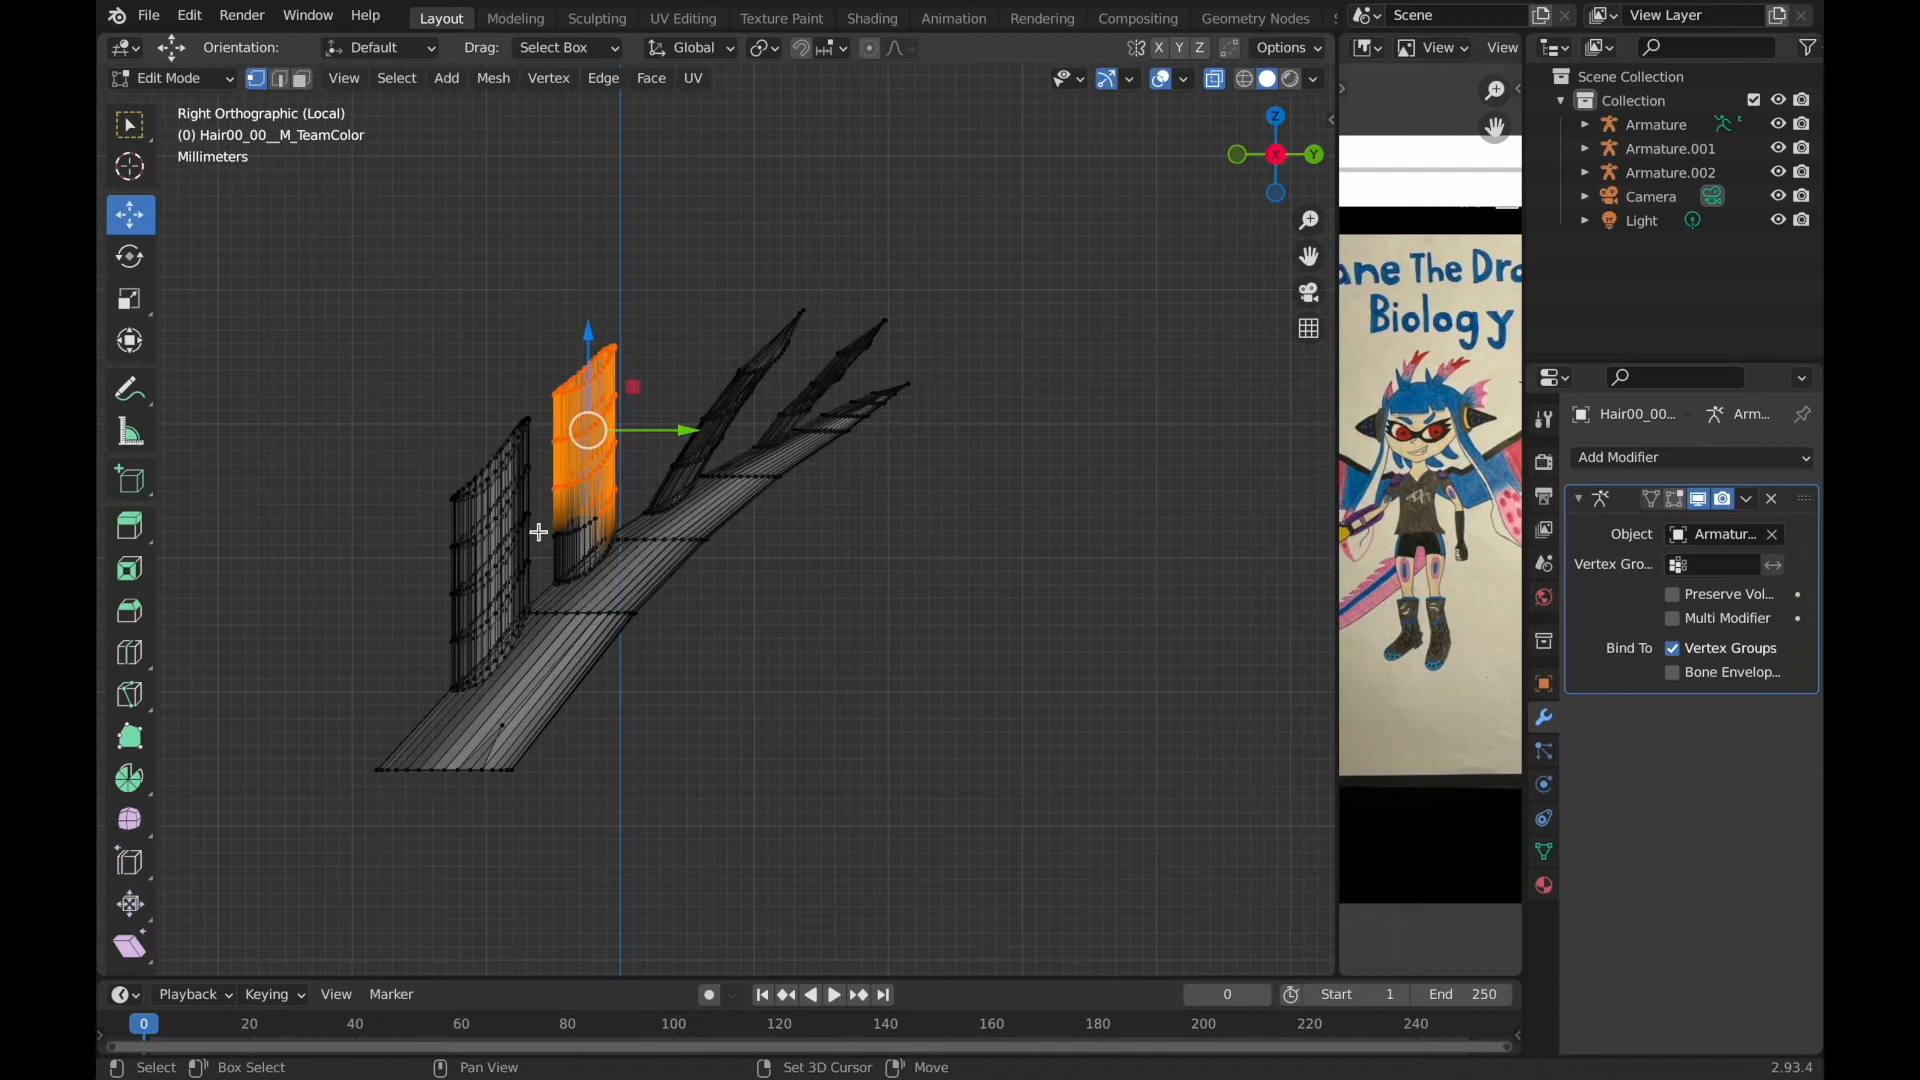 File Edit Render Window Help Layout Modeling Sculpting UV Editing Texture Paint Shading Animation Rendering Compositing Geometry Nodes Scene View Layer
Orientation: Default Drag: Select Box Global X Y Z Options View View
Edit Mode View Select Add Mesh Vertex Edge Face UV
Right Orthographic (Local)
(0) Hair00_00__M_TeamColor
Millimeters
Z
Y
X
ane The Dra
Biology
Scene Collection
Collection
Armature
Armature.001
Armature.002
Camera
Light
Hair00_00... Arm...
Add Modifier
Object Armatur...
Vertex Gro...
Preserve Vol...
Multi Modifier
Bind To Vertex Groups
Bone Envelop...
Playback Keying View Marker 0 Start 1 End 250
0 20 40 60 80 100 120 140 160 180 200 220 240
Select Box Select Pan View Set 3D Cursor Move 2.93.4